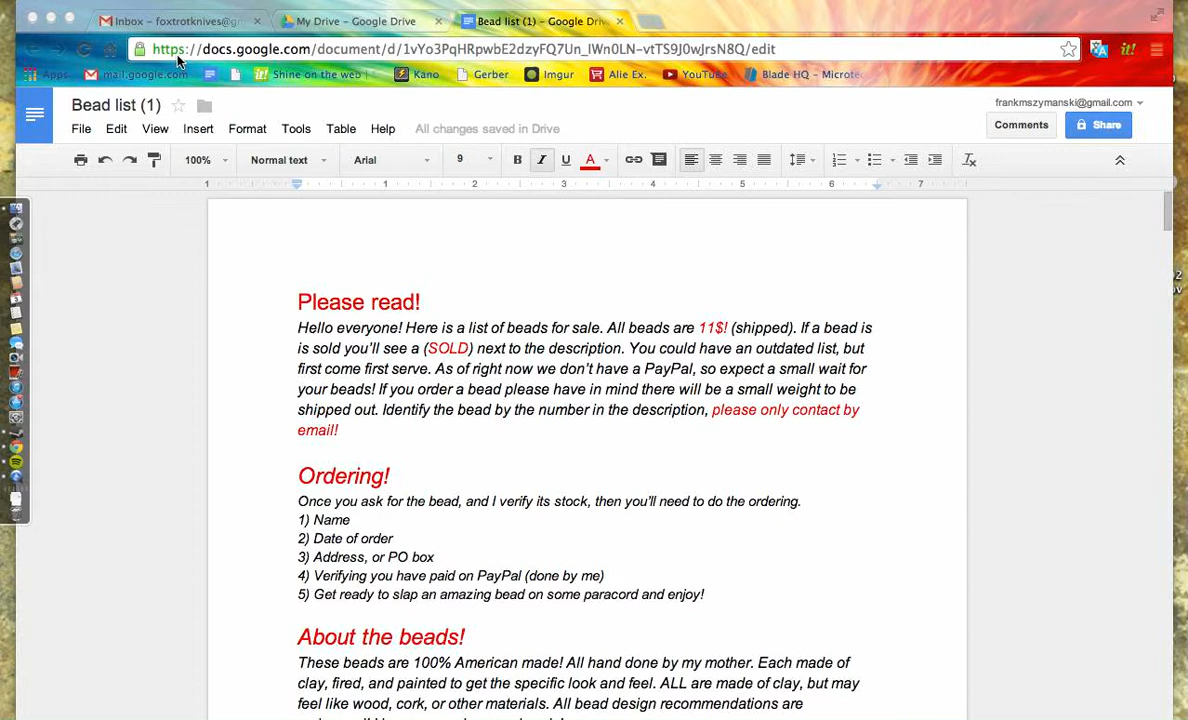 Inbox – foxtrotknives@gm
My Drive – Google Drive
Bead list (1) – Google Driv
https://docs.google.com/document/d/1vYo3PqHRpwbE2dzyFQ7Un_lWn0LN-vtTS9J0wJrsN8Q/edit
it!
Apps
mail.google.com
it! Shine on the web
Kano
Gerber
Imgur
Alie Ex.
YouTube
Blade HQ – Microtec
Bead list (1)
frankmszymanski@gmail.com
File Edit View Insert Format Tools Table Help All changes saved in Drive
Comments
Share
100% Normal text Arial 9 B I U A
1 1 2 3 4 5 6 7
Please read!
Hello everyone! Here is a list of beads for sale. All beads are 11$! (shipped). If a bead is
is sold you'll see a (SOLD) next to the description. You could have an outdated list, but
first come first serve. As of right now we don't have a PayPal, so expect a small wait for
your beads! If you order a bead please have in mind there will be a small weight to be
shipped out. Identify the bead by the number in the description, please only contact by
email!
Ordering!
Once you ask for the bead, and I verify its stock, then you'll need to do the ordering.
1) Name
2) Date of order
3) Address, or PO box
4) Verifying you have paid on PayPal (done by me)
5) Get ready to slap an amazing bead on some paracord and enjoy!
About the beads!
These beads are 100% American made! All hand done by my mother. Each made of
clay, fired, and painted to get the specific look and feel. ALL are made of clay, but may
feel like wood, cork, or other materials. All bead design recommendations are